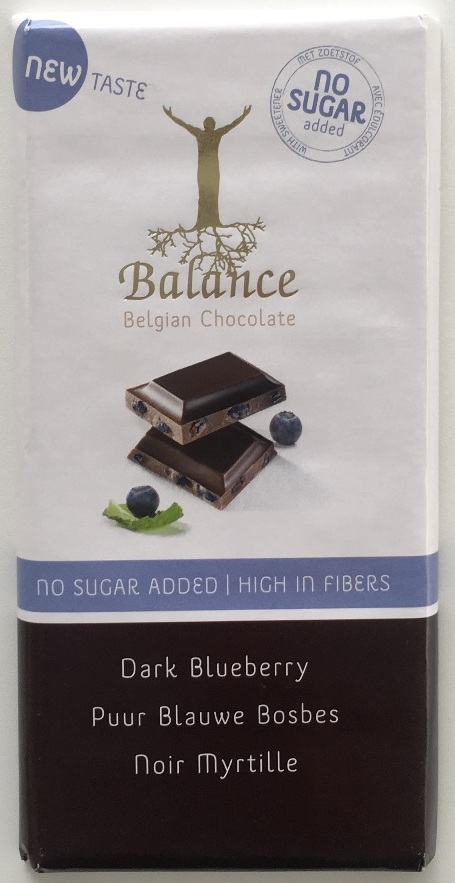 NEW TASTE
MET ZOETSTOF
AVEC ÉDULCORANT
WITH SWEETENER
NO
SUGAR
added
Balance
Belgian Chocolate
NO SUGAR ADDED | HIGH IN FIBERS
Dark Blueberry
Puur Blauwe Bosbes
Noir Myrtille